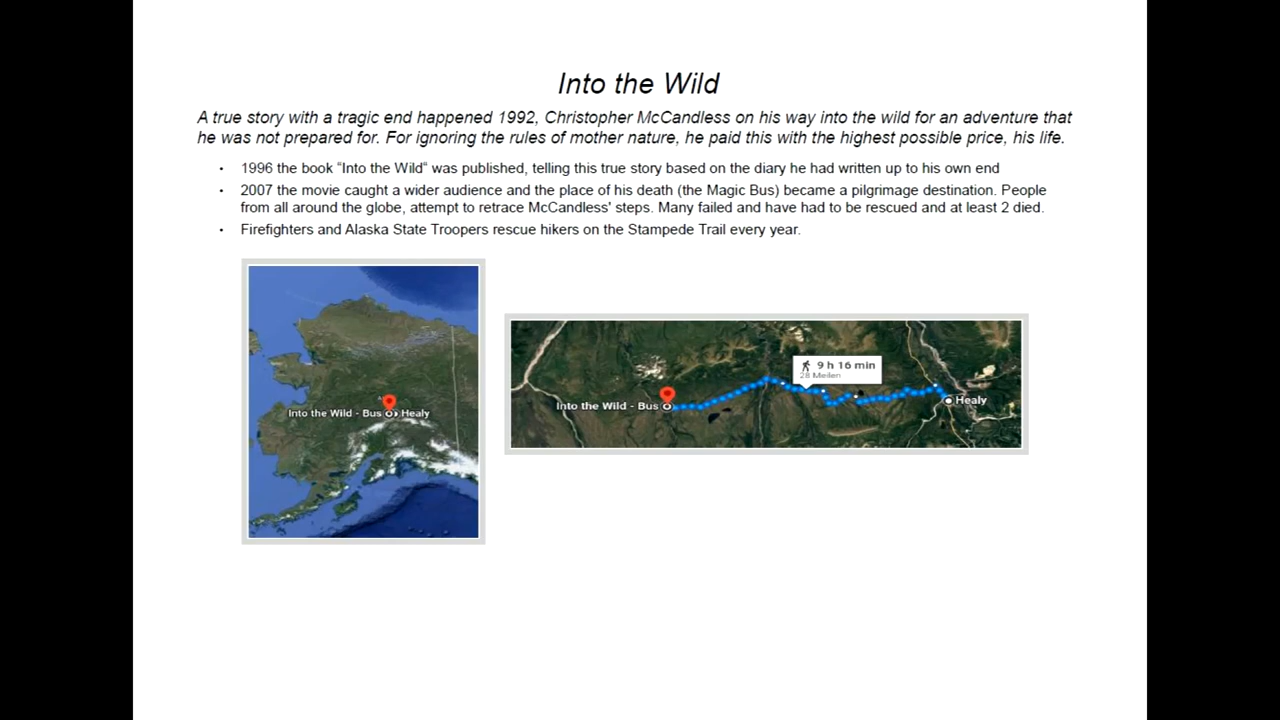 Into the Wild
A true story with a tragic end happened 1992, Christopher McCandless on his way into the wild for an adventure that
he was not prepared for. For ignoring the rules of mother nature, he paid this with the highest possible price, his life.
• 1996 the book “Into the Wild“ was published, telling this true story based on the diary he had written up to his own end
• 2007 the movie caught a wider audience and the place of his death (the Magic Bus) became a pilgrimage destination. People
from all around the globe, attempt to retrace McCandless' steps. Many failed and have had to be rescued and at least 2 died.
• Firefighters and Alaska State Troopers rescue hikers on the Stampede Trail every year.
Into the Wild - Bus Healy
9 h 16 min
28 Meilen
Into the Wild - Bus
Healy